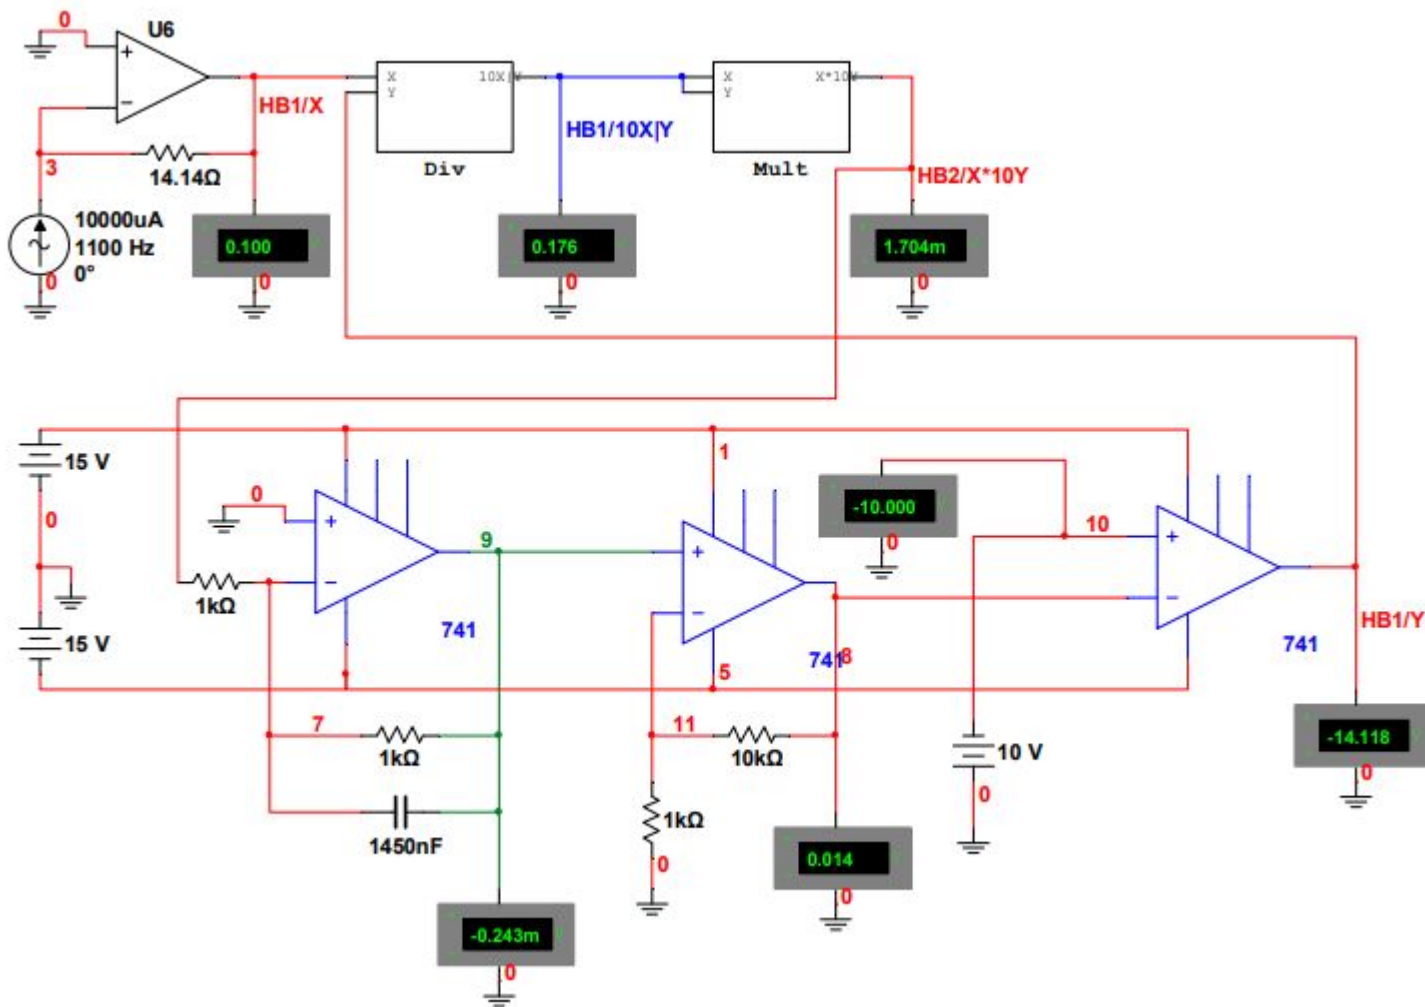 0
U6
X
Y
10X|Y
Div
X
Y
X*10Y
Mult
HB1/X
HB1/10X|Y
HB2/X*10Y
3
14.14Ω
10000uA
1100 Hz
0°
0
0.100
0
0.176
0
1.704m
0
15 V
0
15 V
0
1kΩ
741
9
7
1kΩ
1450nF
-0.243m
0
1
5
741
8
11
10kΩ
1kΩ
0
0.014
0
-10.000
0
10
10 V
0
741
HB1/Y
-14.118
0